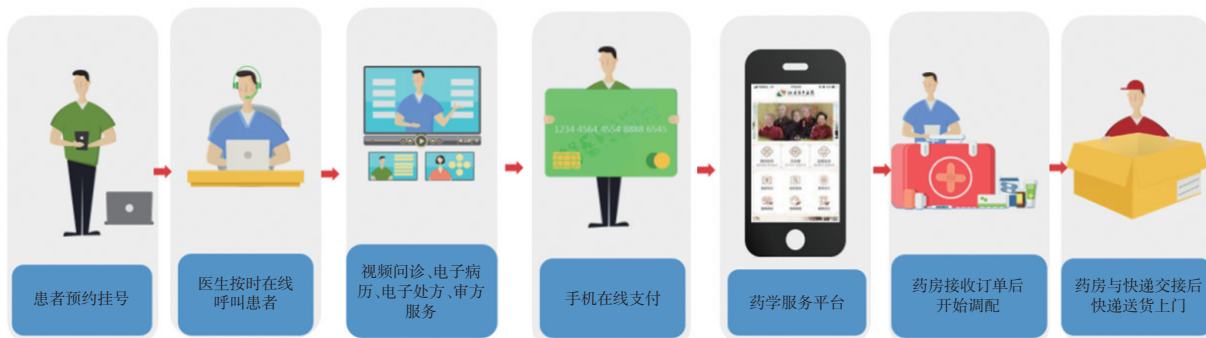 1234 4564 4554 8888 6545
患者预约挂号
医生按时在线
呼叫患者
视频问诊、电子病
历、电子处方、审方
服务
手机在线支付
药学服务平台
药房接收订单后
开始调配
药房与快递交接后
快递送货上门